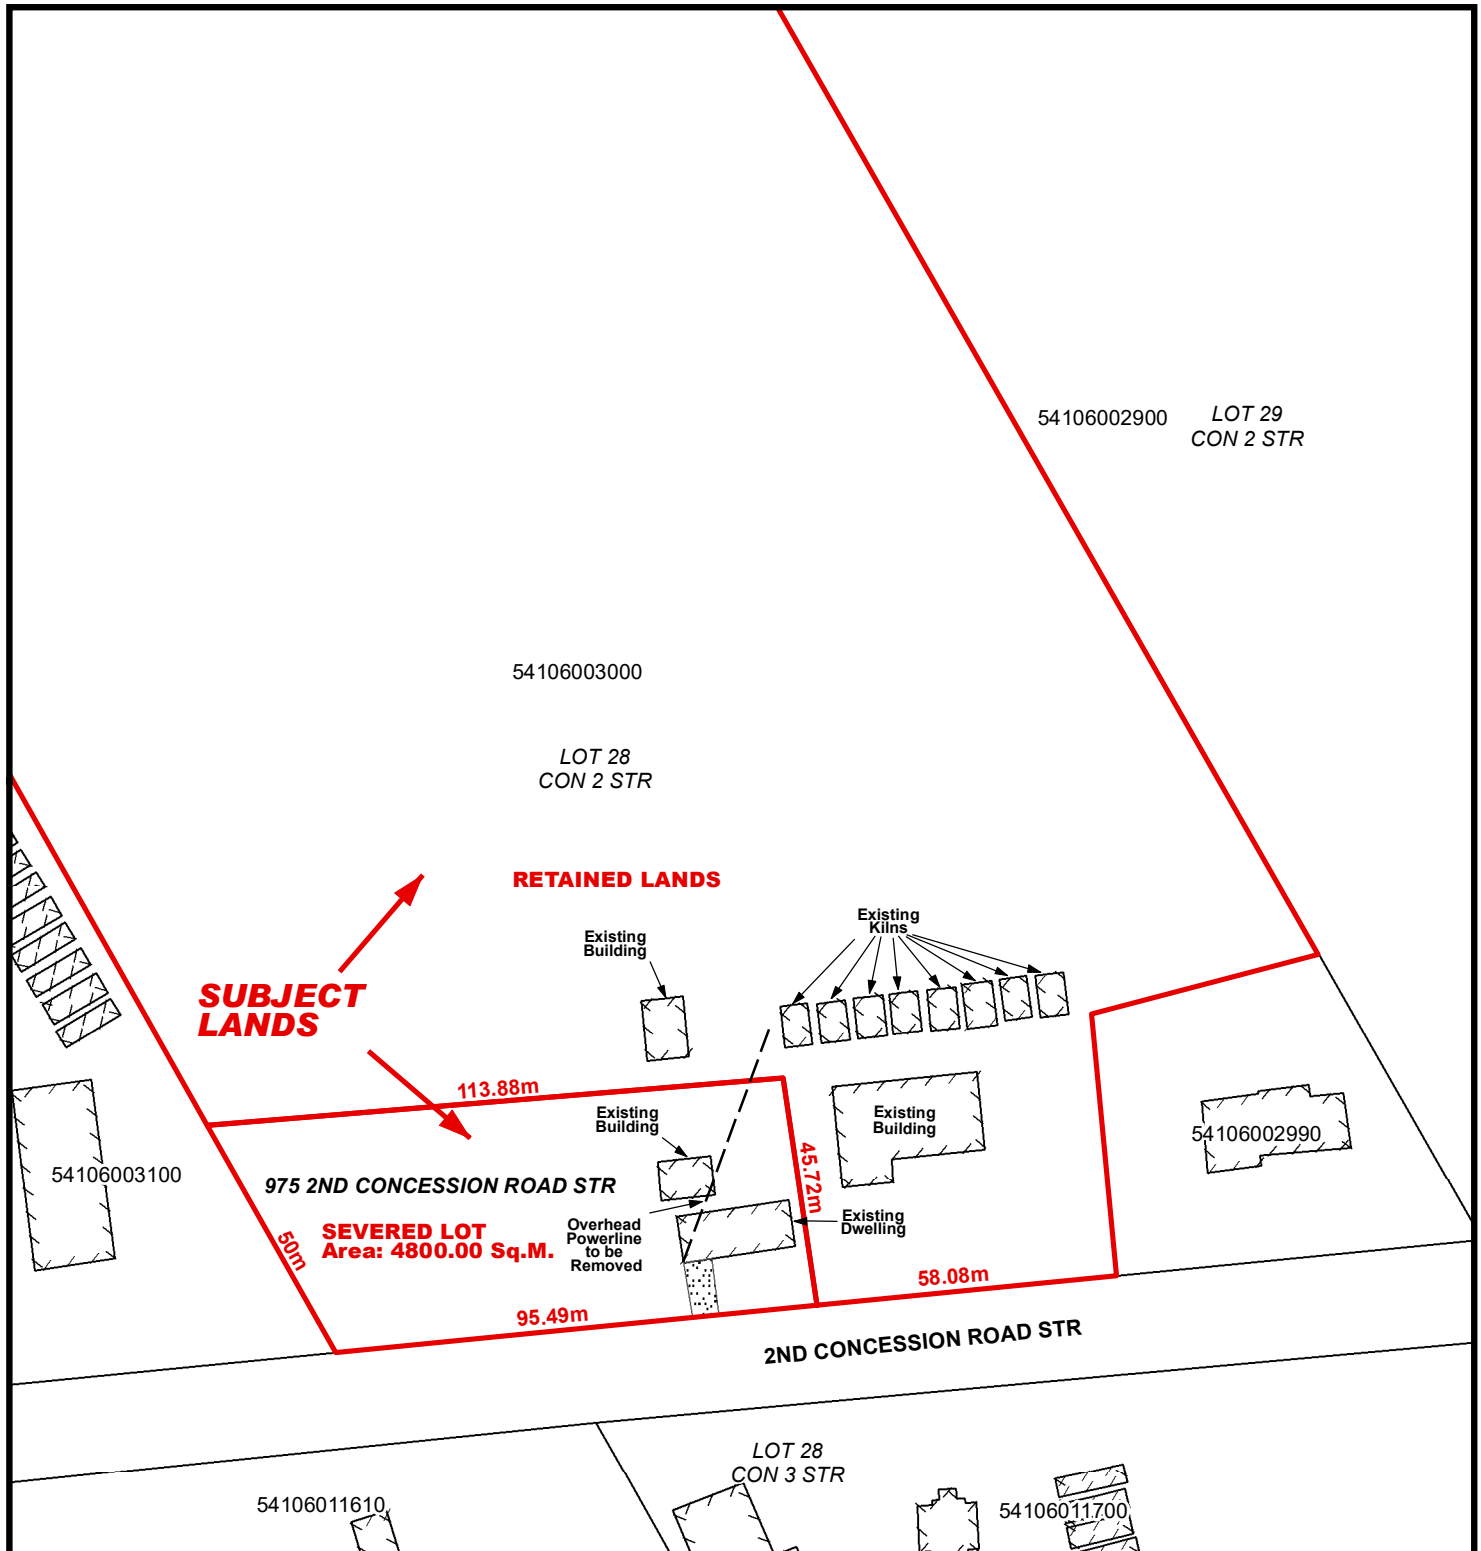 54106002900
LOT 29
CON 2 STR
54106003000
LOT 28
CON 2 STR
RETAINED LANDS
Existing
Kilns
Existing
Building
SUBJECT
LANDS
113.88m
Existing
Building
Existing
Building
54106002990
54106003100
45.72m
975 2ND CONCESSION ROAD STR
SEVERED LOT
Area: 4800.00 Sq.M.
Overhead
Powerline
to be
Removed
Existing
Dwelling
50m
58.08m
95.49m
2ND CONCESSION ROAD STR
LOT 28
CON 3 STR
54106011610
54106011700